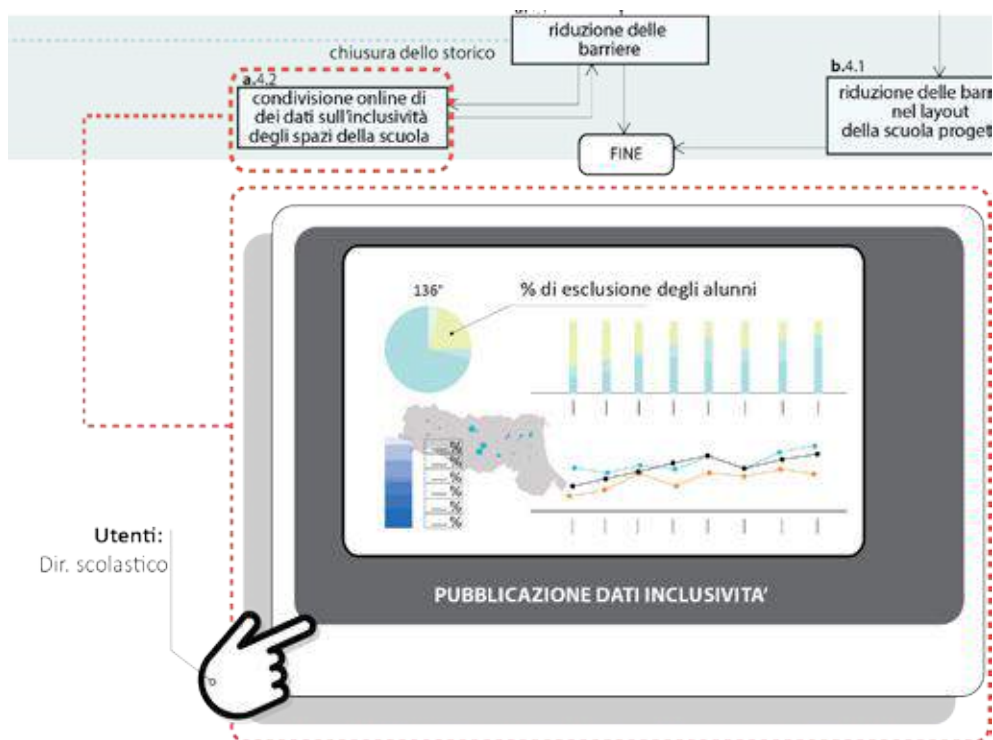 riduzione delle
barriere
chiusura dello storico
a.4.2
condivisione online di
dei dati sull'inclusività
degli spazi della scuola
b.4.1
riduzione delle
nel layout
della scuola
FINE
136°
% di esclusione degli alunni
Utenti:
Dir. scolastico
PUBBLICAZIONE DATI INCLUSIVITA'